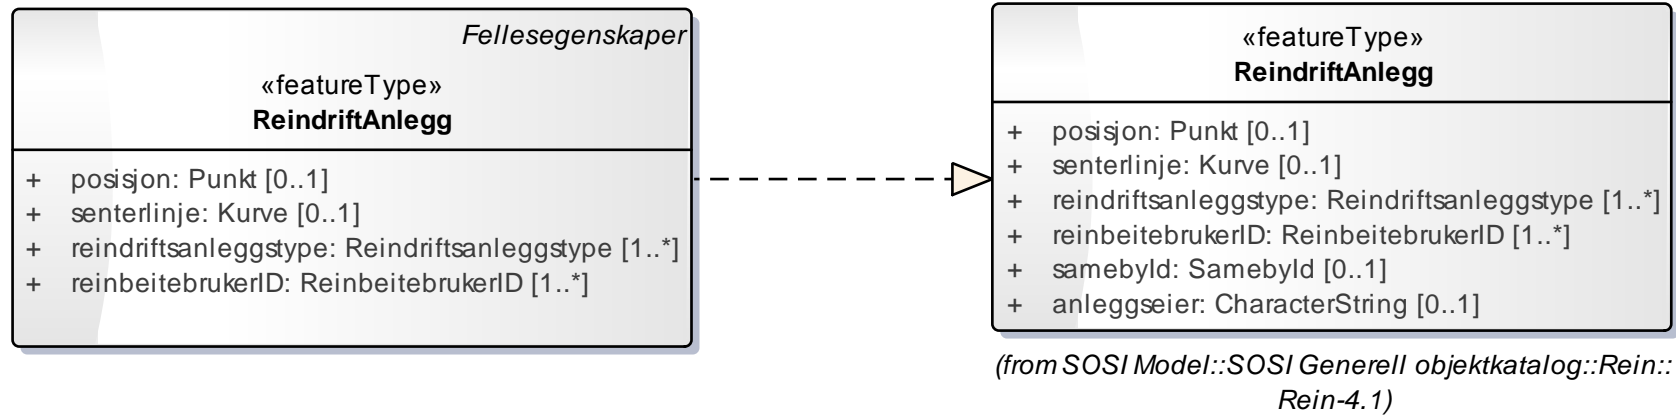 Fellesegenskaper
«featureType»
ReindriftAnlegg
+ posisjon: Punkt [0..1]
+ senterlinje: Kurve [0..1]
+ reindriftsanleggstype: Reindriftsanleggstype [1..*]
+ reinbeitebrukerID: ReinbeitebrukerID [1..*]
«featureType»
ReindriftAnlegg
+ posisjon: Punkt [0..1]
+ senterlinje: Kurve [0..1]
+ reindriftsanleggstype: Reindriftsanleggstype [1..*]
+ reinbeitebrukerID: ReinbeitebrukerID [1..*]
+ samebyId: SamebyId [0..1]
+ anleggseier: CharacterString [0..1]
(from SOSI Model::SOSI Generell objektkatalog::Rein::
Rein-4.1)